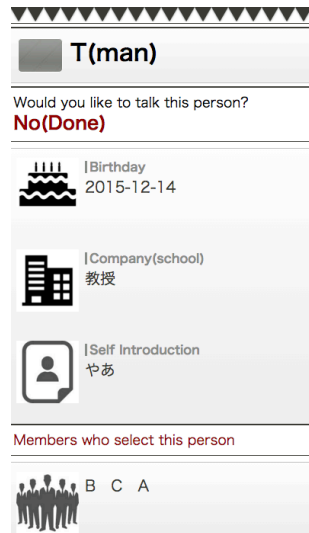 T(man)
Would you like to talk this person?
No(Done)
|Birthday
2015-12-14
|Company(school)
教授
|Self Introduction
やあ
Members who select this person
B C A